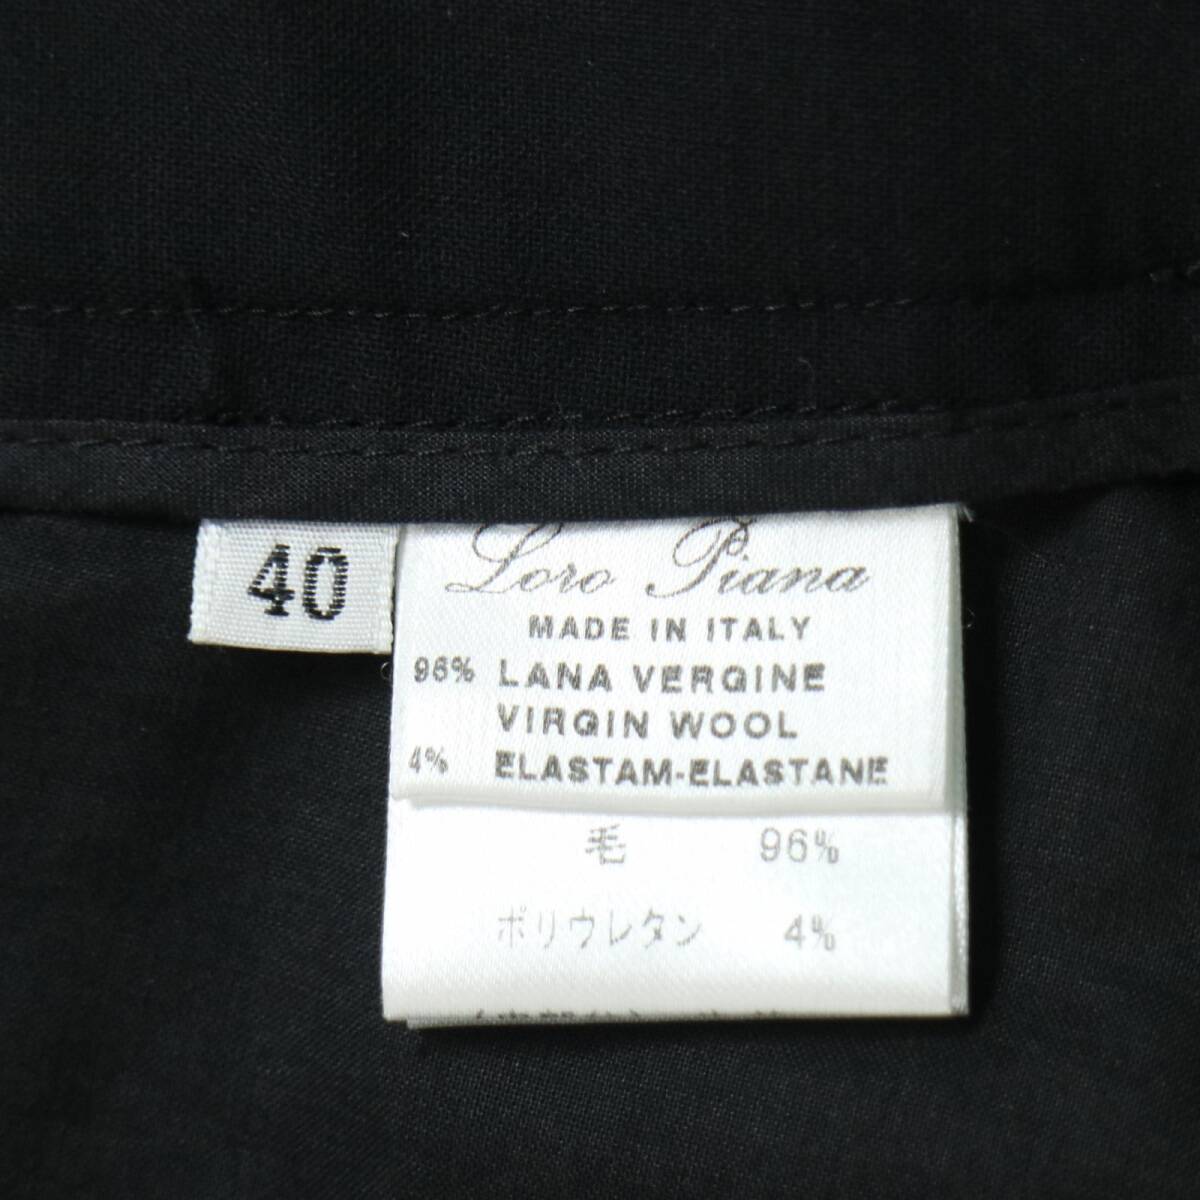 40
Loro Piana
MADE IN ITALY
96% LANA VERGINE
VIRGIN WOOL
4% ELASTAM-ELASTANE
毛 96%
ポリウレタン 4%